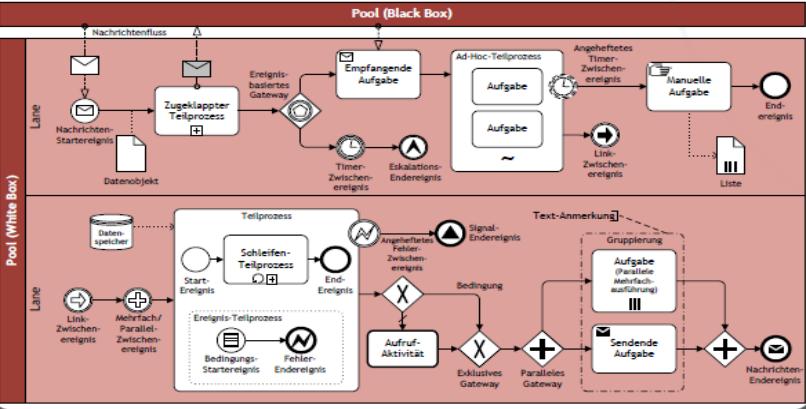 Pool (Black Box)
Nachrichtenfluss
Pool (White Box)
Lane
Nachrichten-
Startereignis
Zugeklappter
Teilprozess
Datenobjekt
Ereignis-
basiertes
Gateway
Empfangende
Aufgabe
Timer-
Zwischen-
ereignis
Eskalations-
Endereignis
Ad-Hoc-Teilprozess
Aufgabe
Aufgabe
Angeheftetes
Timer-
Zwischen-
ereignis
Link-
Zwischen-
ereignis
Manuelle
Aufgabe
End-
ereignis
Liste
Lane
Daten-
speicher
Link-
Zwischen-
ereignis
Mehrfach/
Parallel-
Zwischen-
ereignis
Teilprozess
Start-
Ereignis
Schleifen-
Teilprozess
End-
Ereignis
Ereignis-Teilprozess
Bedingungs-
Startereignis
Fehler-
Endereignis
Angeheftetes
Fehler-
Zwischen-
ereignis
Signal-
Endereignis
Bedingung
Aufruf-
Aktivität
Exklusives
Gateway
Paralleles
Gateway
Text-Anmerkung
Gruppierung
Aufgabe
(Parallele
Mehrfach-
ausführung)
Sendende
Aufgabe
Nachrichten-
Endereignis